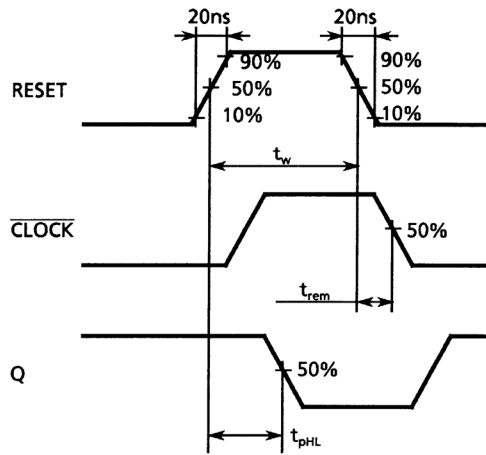 20ns 20ns
90% 90%
RESET 50% 50%
10% 10%
t_w
CLOCK 50%
t_rem
Q 50%
t_pHL